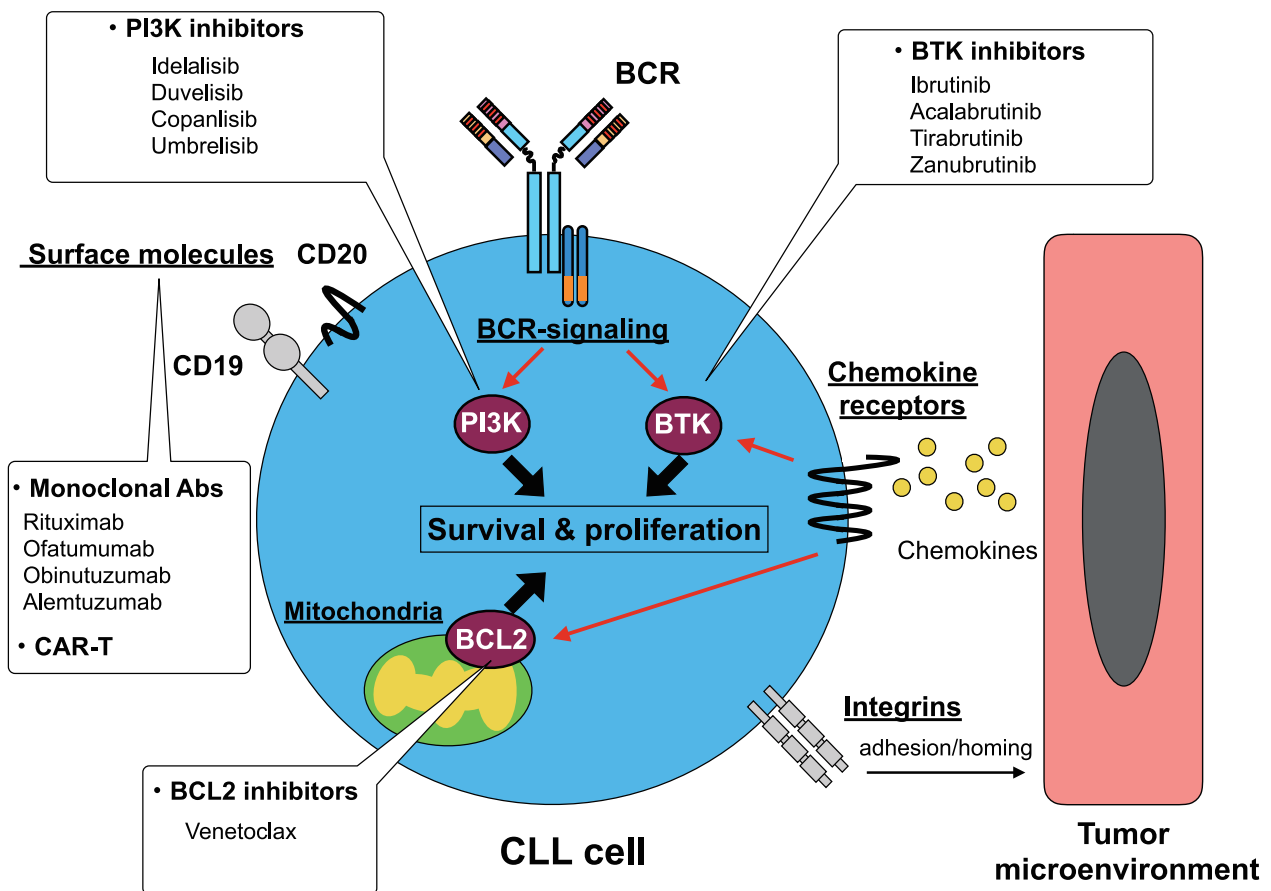 ・PI3K inhibitors
Idelalisib
Duvelisib
Copanlisib
Umbrelisib
BCR
・BTK inhibitors
Ibrutinib
Acalabrutinib
Tirabrutinib
Zanubrutinib
Surface molecules
CD20
CD19
BCR-signaling
PI3K
BTK
Chemokine
receptors
・Monoclonal Abs
Rituximab
Ofatumumab
Obinutuzumab
Alemtuzumab
・CAR-T
Survival & proliferation
Chemokines
Mitochondria
BCL2
Integrins
adhesion/homing
・BCL2 inhibitors
Venetoclax
CLL cell
Tumor
microenvironment